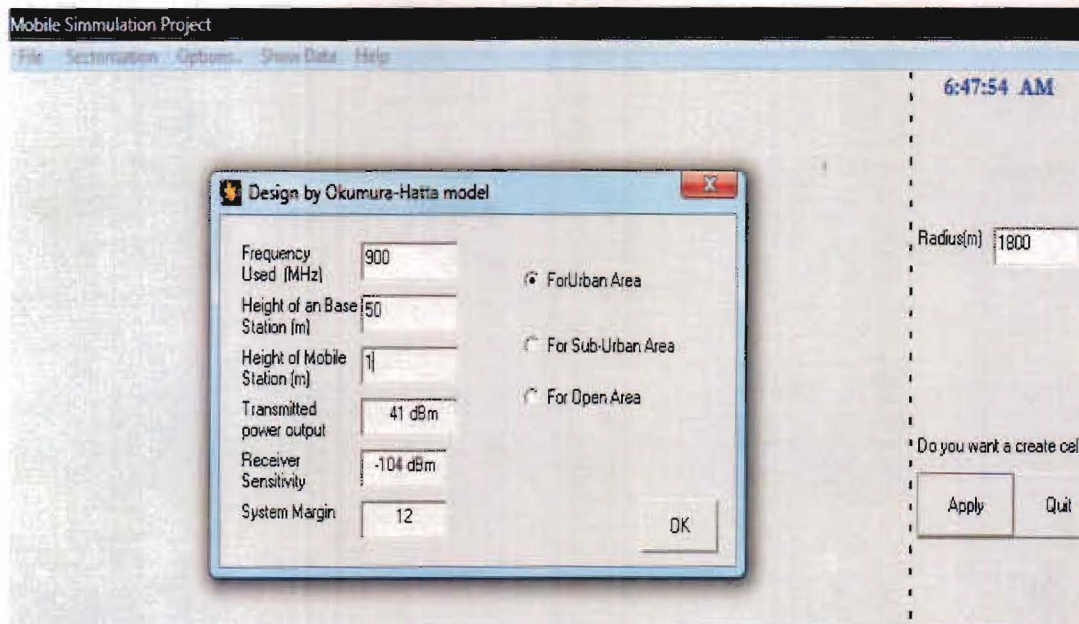 Mobile Simmulation Project
File Sectorisation Options.. Show Data Help
6:47:54 AM
Design by Okumura-Hatta model
X
Frequency
Used (MHz)
900
Height of an Base
Station (m)
50
Height of Mobile
Station (m)
1
Transmitted
power output
41 dBm
Receiver
Sensitivity
-104 dBm
System Margin
12
ForUrban Area
For Sub-Urban Area
For Open Area
OK
Radius(m)
1800
Do you want a create cel
Apply
Quit